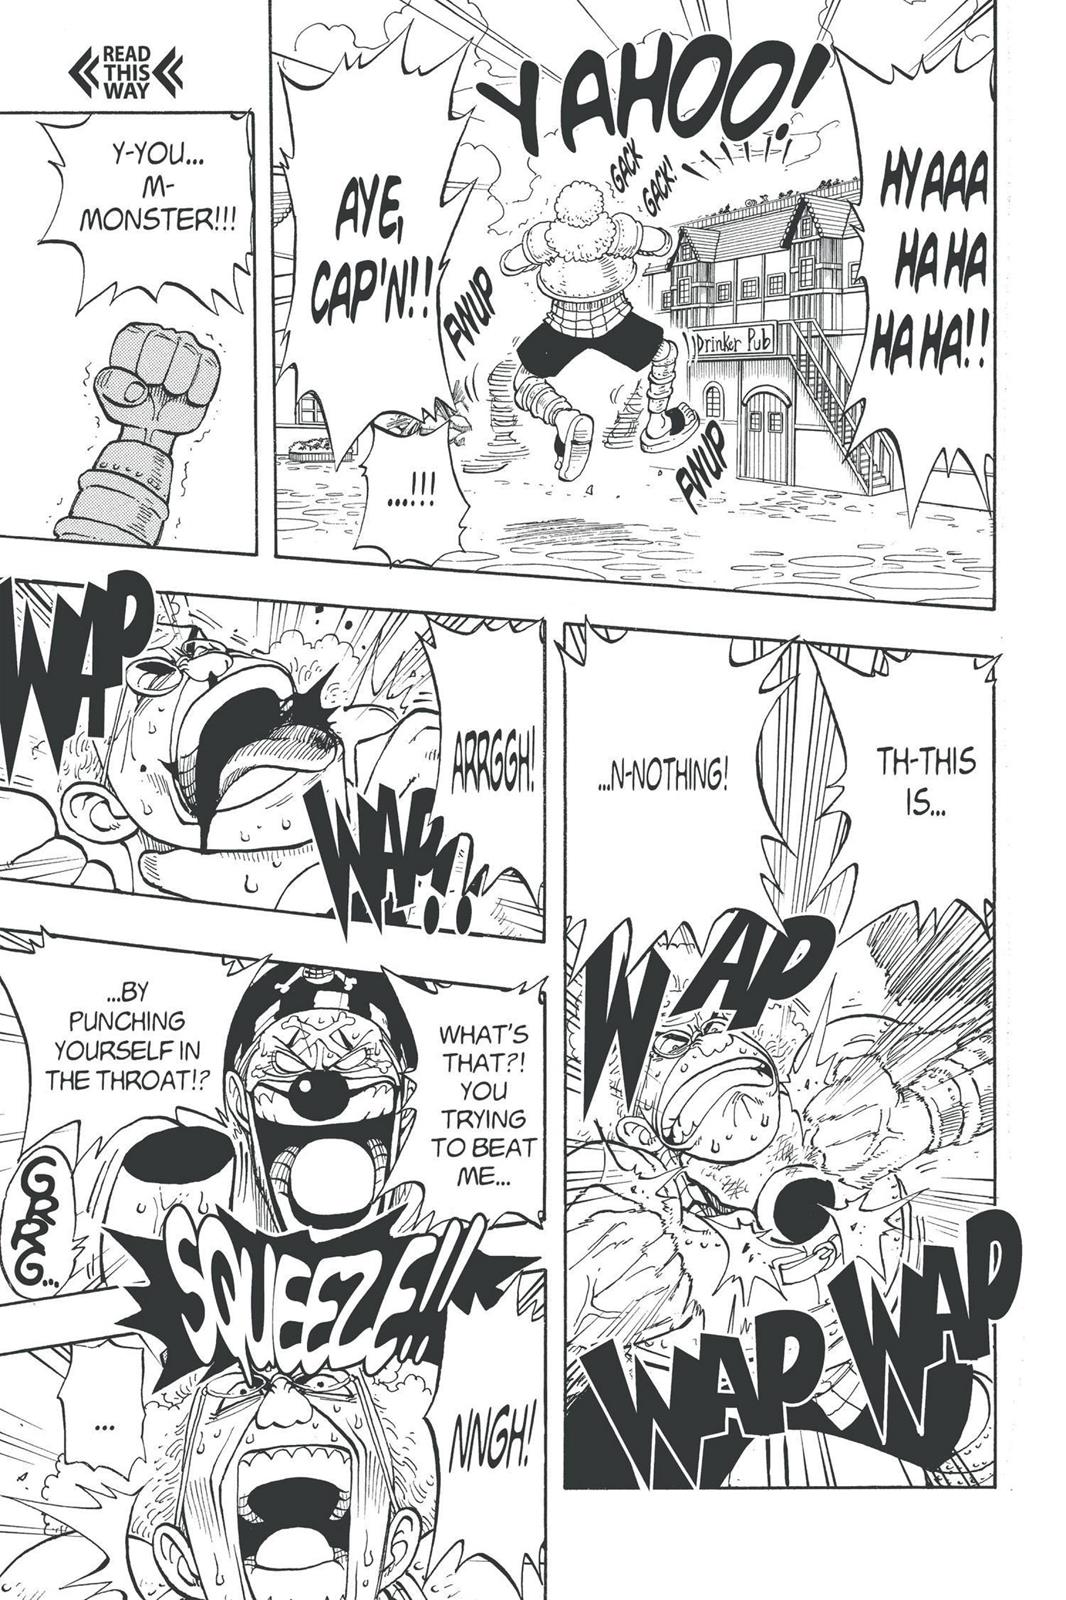 READ
THIS
WAY
HYAAA
HA HA
HA HA!!
YAHOO!
GACK
GACK!
Drinker Pub
FWUP
FWUP
AYE,
CAP'N!!
...!!!
Y-YOU...
M-
MONSTER!!!
TH-THIS
IS...
...N-NOTHING!
WAP
WAP
WAP
ARRGGH!
WAP
WAP!!
WHAT'S
THAT?!
YOU
TRYING
TO BEAT
ME...
...BY
PUNCHING
YOURSELF IN
THE THROAT!?
GRRG...
SQUEEZE!!
NNGH!
...